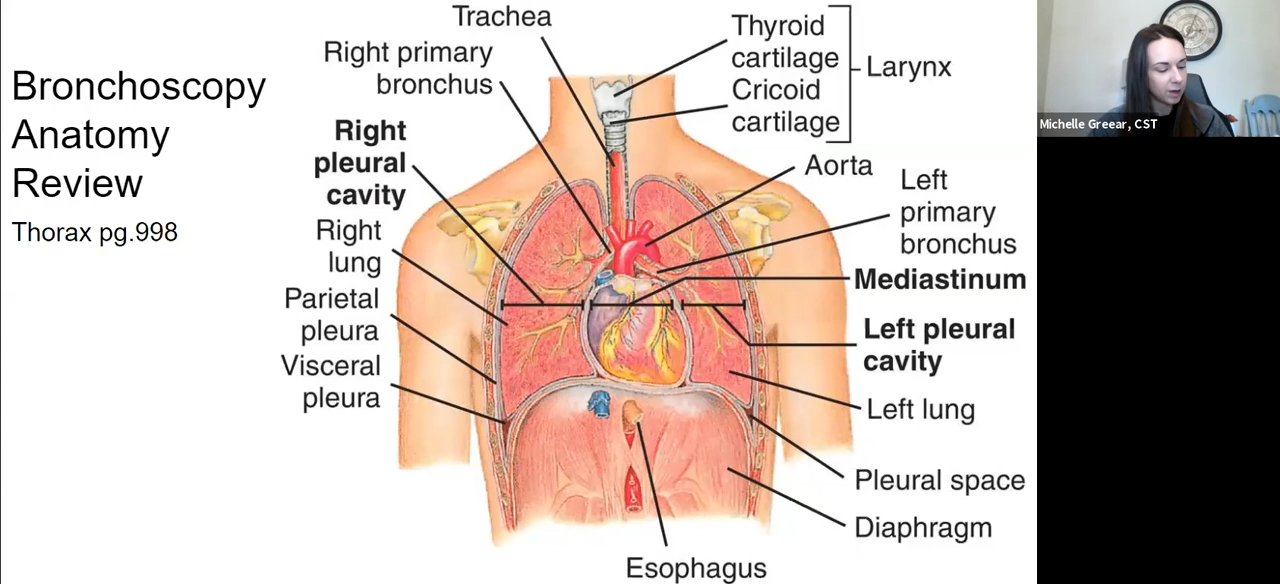 Bronchoscopy
Anatomy
Review
Thorax pg.998
Trachea
Right primary
bronchus
Right
pleural
cavity
Right
lung
Parietal
pleura
Visceral
pleura
Thyroid
cartilage
Cricoid
cartilage
Larynx
Aorta
Left
primary
bronchus
Mediastinum
Left pleural
cavity
Left lung
Pleural space
Diaphragm
Esophagus
Michelle Greear, CST